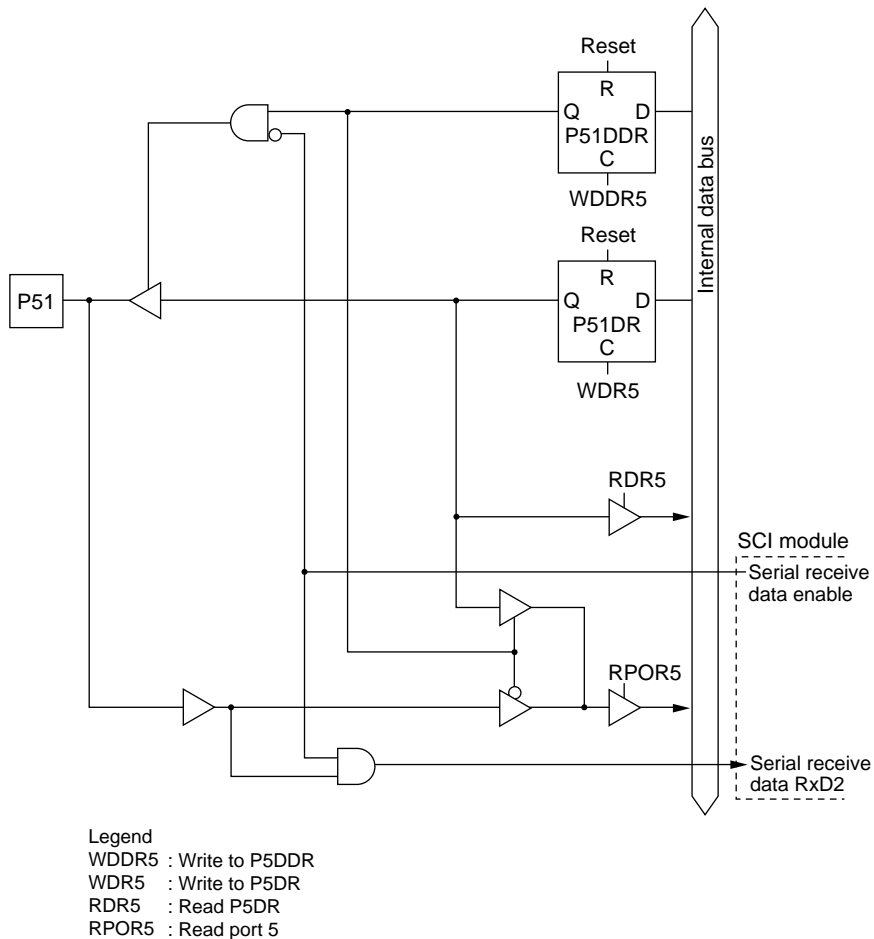 Reset
R
Q D
P51DDR
C
WDDR5
Reset
R
Q D
P51DR
C
WDR5
Internal data bus
P51
RDR5
SCI module
Serial receive
data enable
RPOR5
Serial receive
data RxD2
Legend
WDDR5 : Write to P5DDR
WDR5 : Write to P5DR
RDR5 : Read P5DR
RPOR5 : Read port 5